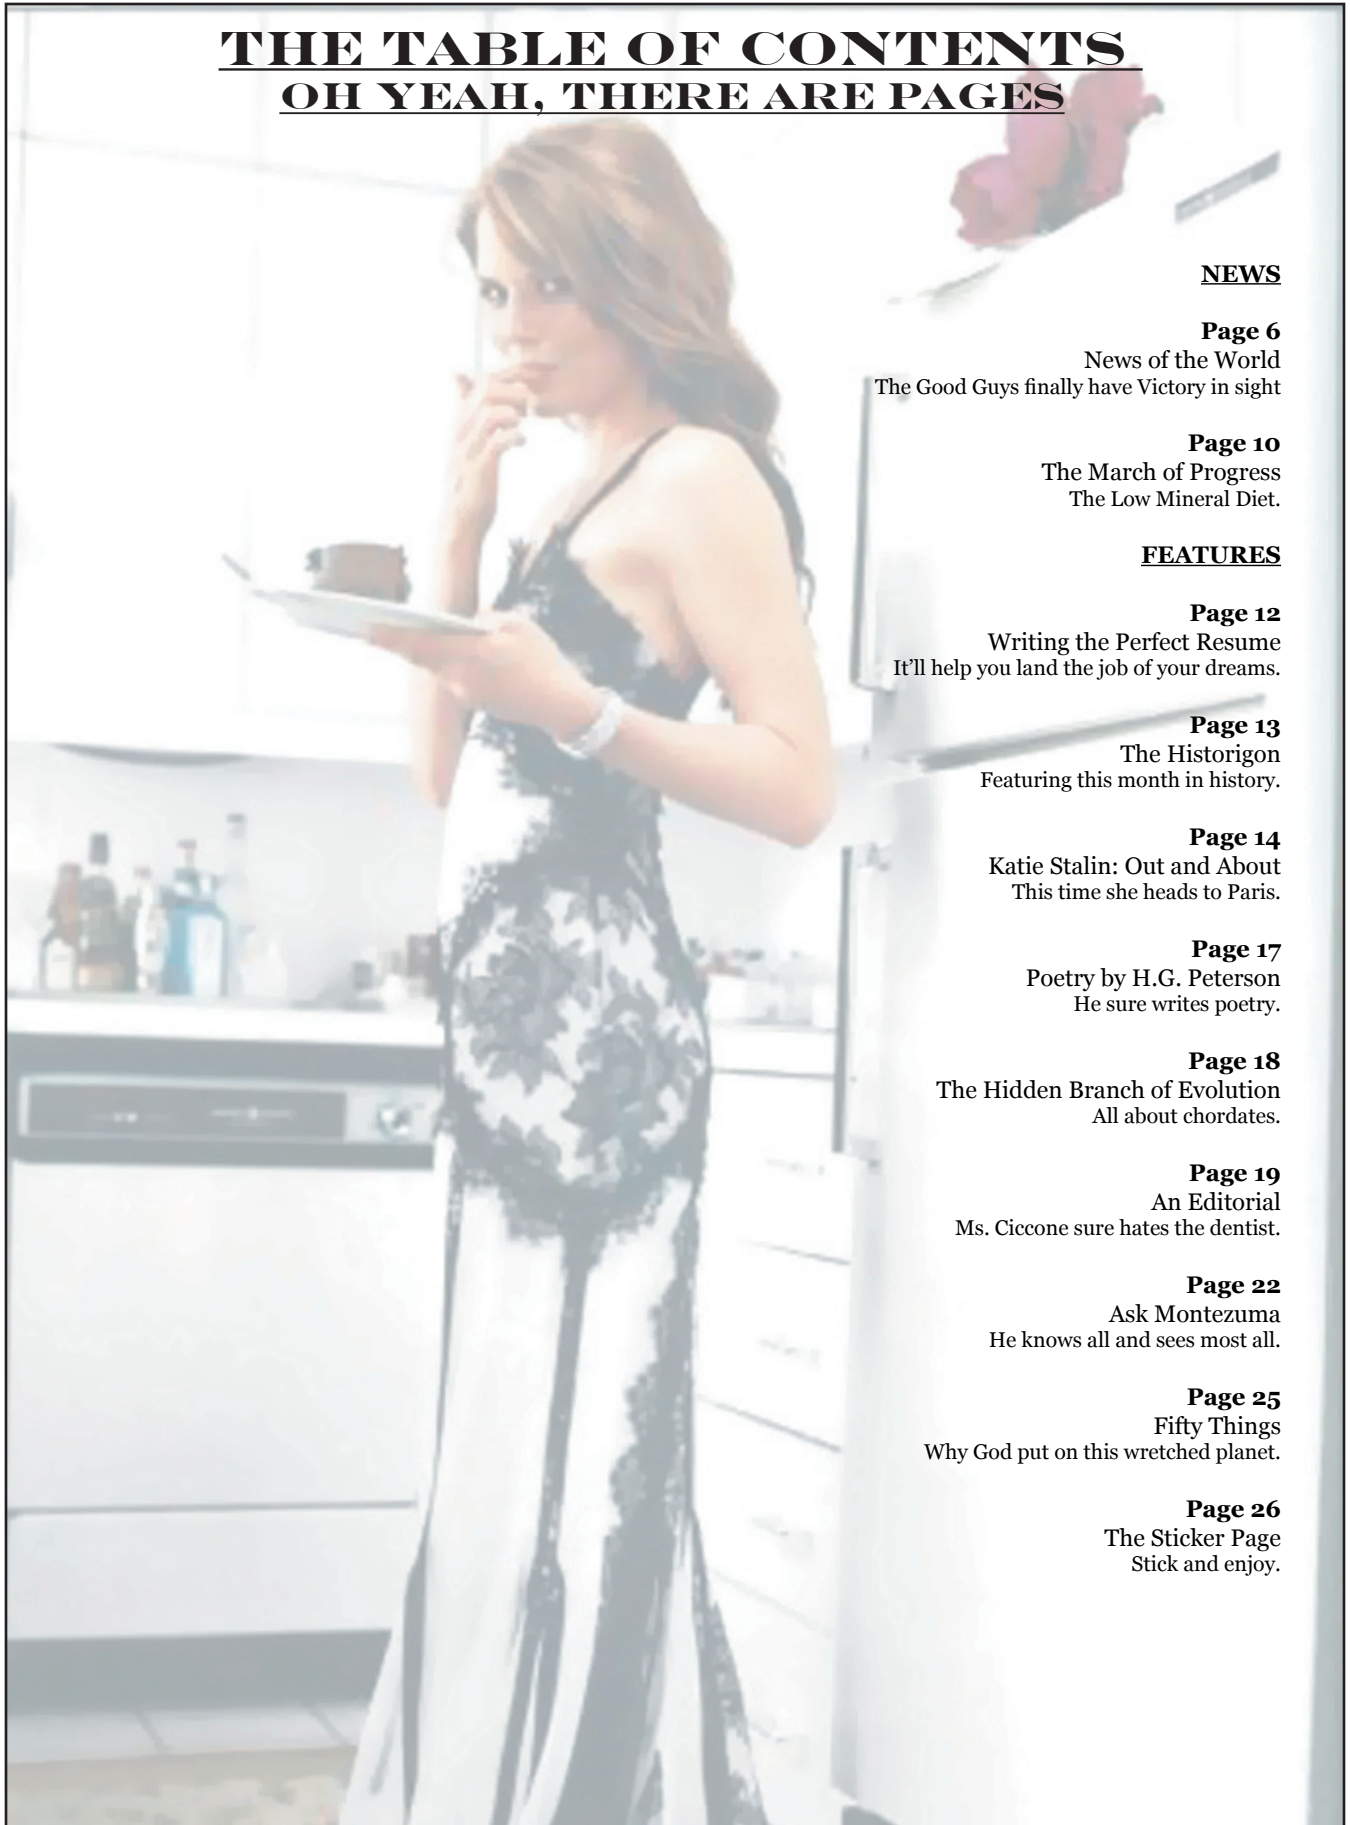 THE TABLE OF CONTENTS
OH YEAH, THERE ARE PAGES
NEWS
Page 6
News of the World
The Good Guys finally have Victory in sight
Page 10
The March of Progress
The Low Mineral Diet.
FEATURES
Page 12
Writing the Perfect Resume
It'll help you land the job of your dreams.
Page 13
The Historigon
Featuring this month in history.
Page 14
Katie Stalin: Out and About
This time she heads to Paris.
Page 17
Poetry by H.G. Peterson
He sure writes poetry.
Page 18
The Hidden Branch of Evolution
All about chordates.
Page 19
An Editorial
Ms. Ciccone sure hates the dentist.
Page 22
Ask Montezuma
He knows all and sees most all.
Page 25
Fifty Things
Why God put on this wretched planet.
Page 26
The Sticker Page
Stick and enjoy.